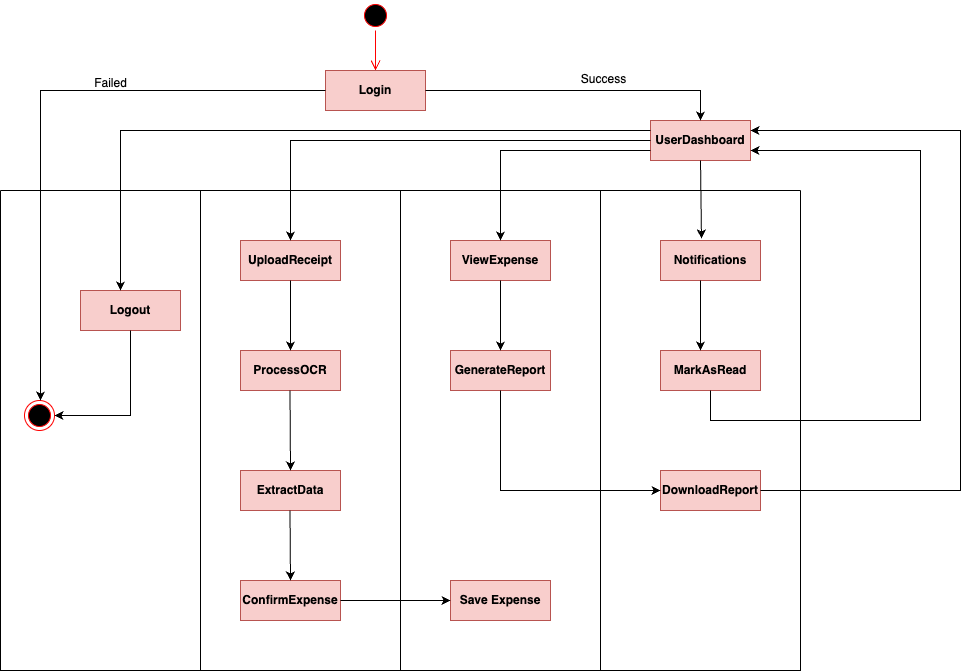 Success
Failed
Login
UserDashboard
UploadReceipt
ViewExpense
Notifications
Logout
ProcessOCR
GenerateReport
MarkAsRead
ExtractData
DownloadReport
ConfirmExpense
Save Expense